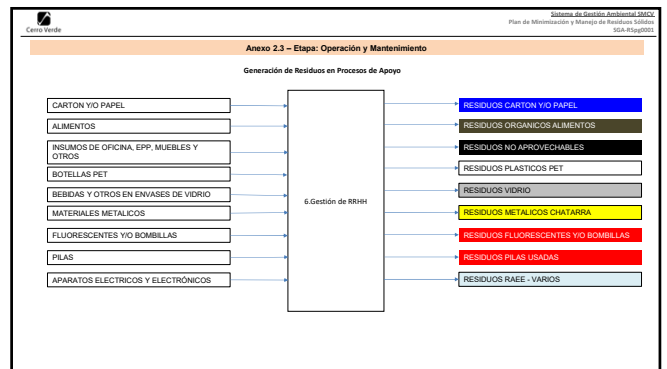 Sistema de Gestión Ambiental SMCV
Plan de Minimización y Manejo de Residuos Sólidos
SGA-RSpg0001
Cerro Verde
Anexo 2.3 – Etapa: Operación y Mantenimiento
Generación de Residuos en Procesos de Apoyo
CARTON Y/O PAPEL
RESIDUOS CARTON Y/O PAPEL
ALIMENTOS
RESIDUOS ORGANICOS ALIMENTOS
INSUMOS DE OFICINA, EPP, MUEBLES Y
OTROS
RESIDUOS NO APROVECHABLES
BOTELLAS PET
RESIDUOS PLASTICOS PET
BEBIDAS Y OTROS EN ENVASES DE VIDRIO
RESIDUOS VIDRIO
6.Gestión de RRHH
MATERIALES METALICOS
RESIDUOS METALICOS CHATARRA
FLUORESCENTES Y/O BOMBILLAS
RESIDUOS FLUORESCENTES Y/O BOMBILLAS
PILAS
RESIDUOS PILAS USADAS
APARATOS ELECTRICOS Y ELECTRÓNICOS
RESIDUOS RAEE - VARIOS